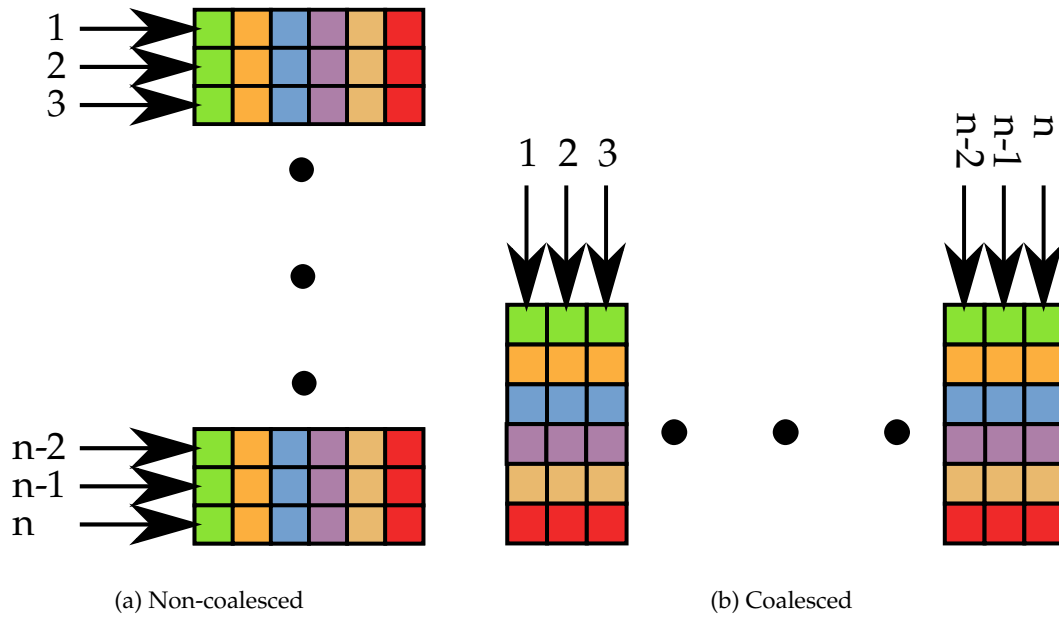 1
2
3
n-2
n-1
n
1 2 3
n-2
n-1
n
(a) Non-coalesced
(b) Coalesced